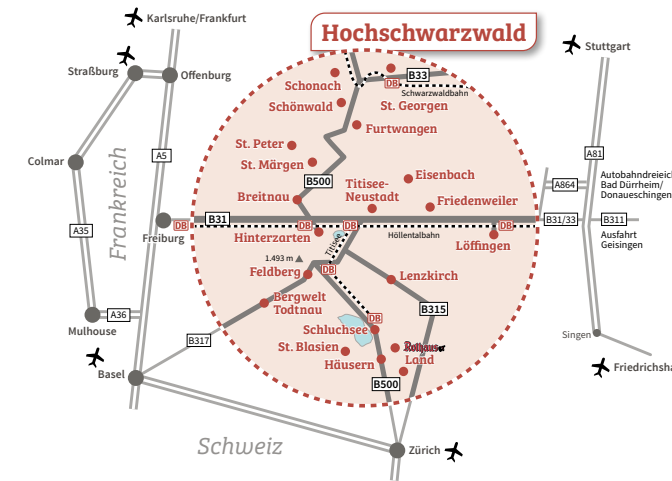 Karlsruhe/Frankfurt
Hochschwarzwald
Stuttgart
Straßburg
Offenburg
B33
DB
Schwarzwaldbahn
Schonach
Schönwald
St. Georgen
Furtwangen
A5
A81
Colmar
Frankreich
St. Peter
St. Märgen
B500
Eisenbach
Titisee-
Neustadt
Breitnau
Friedenweiler
A864
Autobahndreieich
Bad Dürrheim/
Donaueschingen
A35
Freiburg
DB
B31
DB
DB
DB
B31/33
B311
Ausfahrt
Geisingen
Hinterzarten
Höllentalbahn
Löffingen
Titisee
1.493 m
DB
Feldberg
Lenzkirch
Bergwelt
Todtnau
A36
Mulhouse
B317
DB
B315
Schluchsee
St. Blasien
Häusern
Land
Singen
Basel
B500
Friedrichsha
Schweiz
Zürich